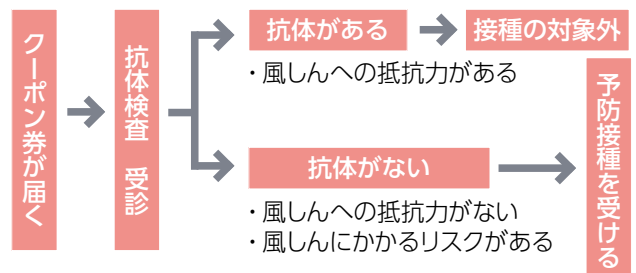 クーポン券が届く
抗体検査 受診
抗体がある
接種の対象外
・風しんへの抵抗力がある
抗体がない
・風しんへの抵抗力がない
・風しんにかかるリスクがある
予防接種を受ける